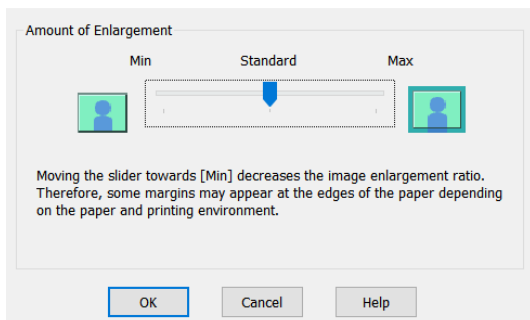 Amount of Enlargement
Min Standard Max
Moving the slider towards [Min] decreases the image enlargement ratio.
Therefore, some margins may appear at the edges of the paper depending
on the paper and printing environment.
OK Cancel Help